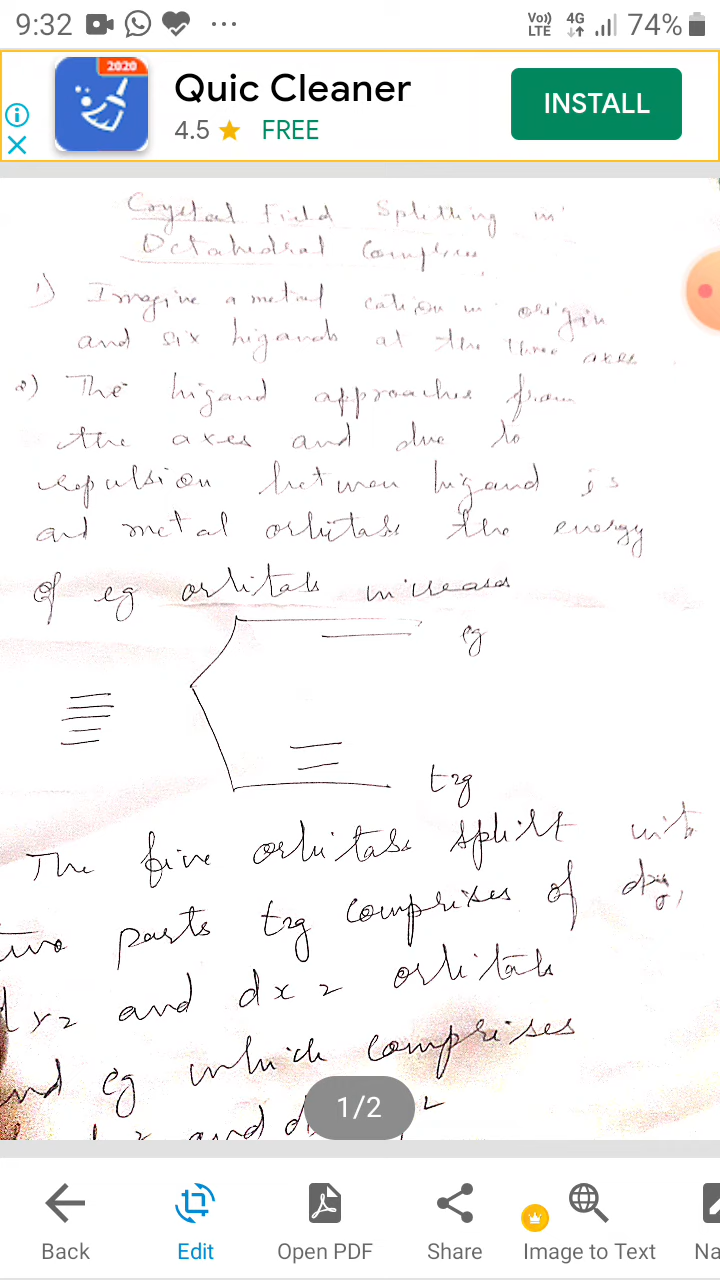 9:32 ... Vo)) LTE 4G 74%
2020
Quic Cleaner
4.5 ★ FREE
INSTALL
Crystal Field Splitting in
Octahedral Complexes
1) Imagine a metal cation in origin
and six ligands at the three axes
2) The ligand approaches from
the axes and due to
repulsion between ligand is
and metal orbitals the energy
of eg orbitals increases
eg
t2g
The five orbitals split into
two parts t2g comprises of dxy,
and dxz orbitals
and eg which comprises
and
1/2
Back
Edit
Open PDF
Share
Image to Text
Na